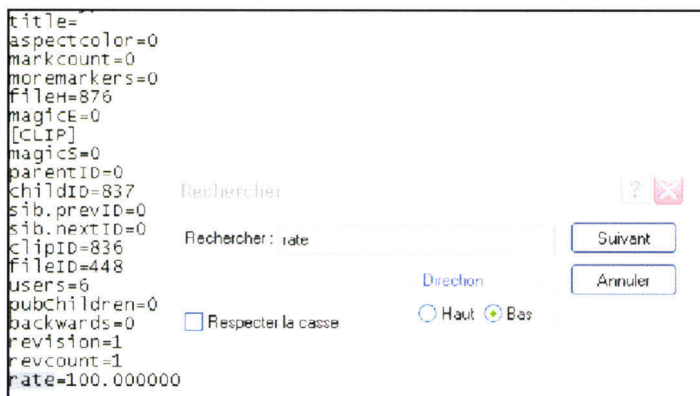 title=
aspectcolor=0
markcount=0
moremarkers=0
fileH=876
magicE=0
[CLIP]
magicS=0
parentID=0
childID=837
sib.prevID=0
sib.nextID=0
clipID=836
fileID=448
users=6
pubChildren=0
backwards=0
revision=1
revcount=1
rate=100.000000
Rechercher
Rechercher : rate
Suivant
Direction
Annuler
Respecter la casse
Haut Bas